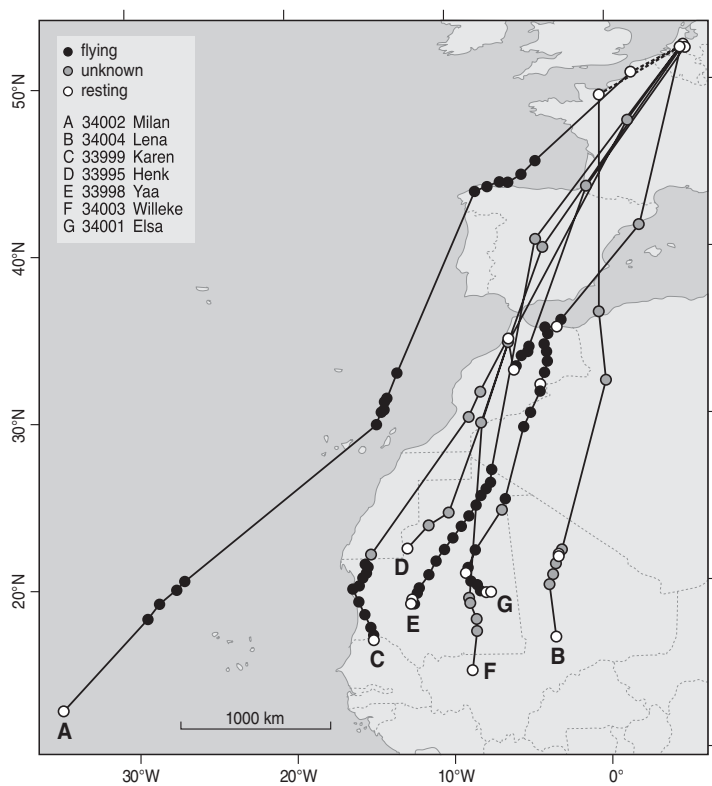 flying
unknown
resting
A 34002 Milan
B 34004 Lena
C 33999 Karen
D 33995 Henk
E 33998 Yaa
F 34003 Willeke
G 34001 Elsa
50°N
40°N
30°N
20°N
D
E
G
C
B
F
A
1000 km
30°W
20°W
10°W
0°